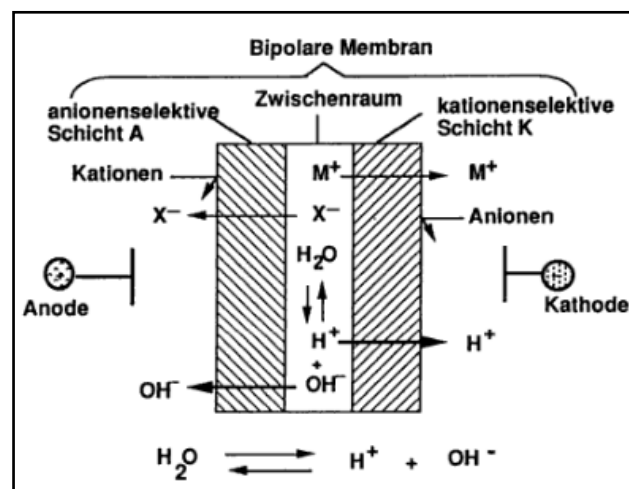 Bipolare Membran
anionenselektive
Schicht A
Zwischenraum
kationenselektive
Schicht K
Kationen
M⁺
M⁺
X⁻
X⁻
Anionen
H₂O
Anode
Kathode
H⁺
H⁺
+
OH⁻
OH⁻
H₂O H⁺ + OH⁻